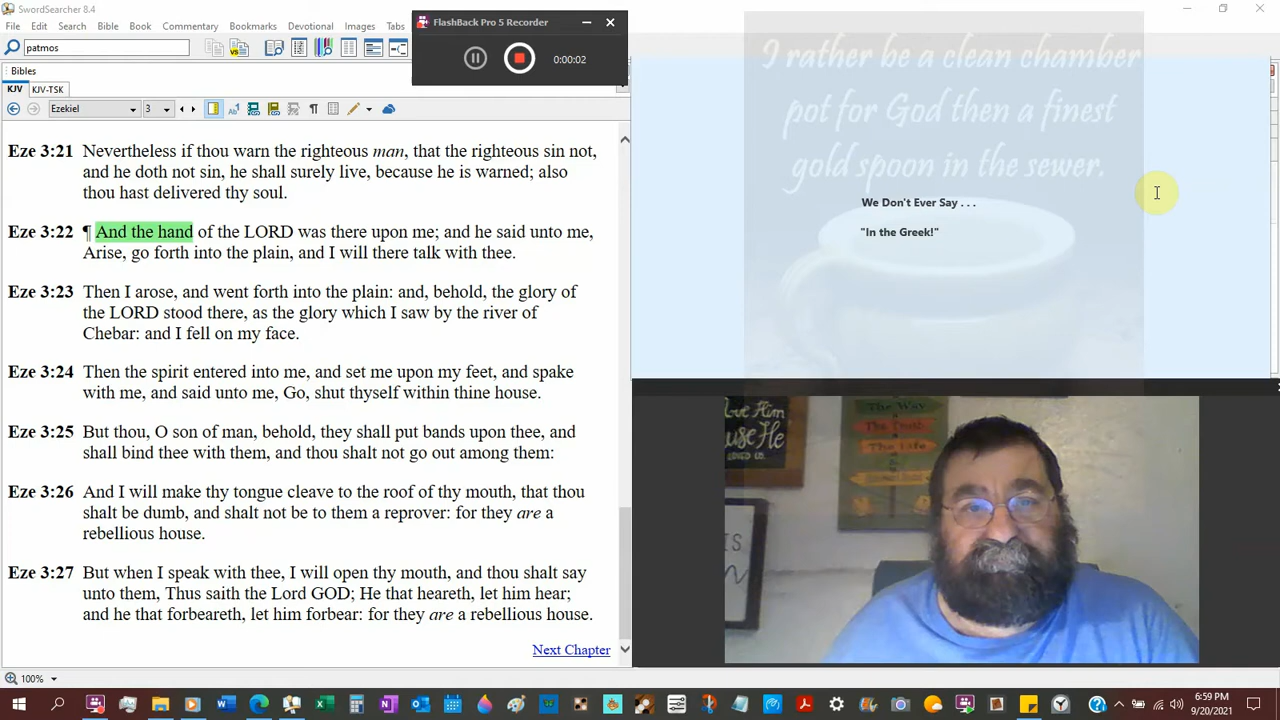 SwordSearcher 8.4
File Edit Search Library Bookmarks Commentary Devotional Images Tabs
patmos
Bibles
KJV KJV-TSK
Ezekiel 3
Eze 3:21 Nevertheless if thou warn the righteous man, that the righteous sin not,
and he doth not sin, he shall surely live, because he is warned; also
thou hast delivered thy soul.
Eze 3:22 ¶ And the hand of the LORD was there upon me; and he said unto me,
Arise, go forth into the plain, and I will there talk with thee.
Eze 3:23 Then I arose, and went forth into the plain: and, behold, the glory of
the LORD stood there, as the glory which I saw by the river of
Chebar: and I fell on my face.
Eze 3:24 Then the spirit entered into me, and set me upon my feet, and spake
with me, and said unto me, Go, shut thyself within thine house.
Eze 3:25 But thou, O son of man, behold, they shall put bands upon thee, and
shall bind thee with them, and thou shalt not go out among them:
Eze 3:26 And I will make thy tongue cleave to the roof of thy mouth, that thou
shalt be dumb, and shalt not be to them a reprover: for they are a
rebellious house.
Eze 3:27 But when I speak with thee, I will open thy mouth, and thou shalt say
unto them, Thus saith the Lord GOD; He that heareth, let him hear;
and he that forbeareth, let him forbear: for they are a rebellious house.
Next Chapter
100%
FlashBack Pro 5 Recorder
0:00:02
be a clean chamber
pot for God then a finest
gold spoon in the sewer.
We Don't Ever Say . . .
"In the Greek!"
Love Him
He
LOVED US.
The Way
The Truth
The Life
IS
6:59 PM
9/20/2021